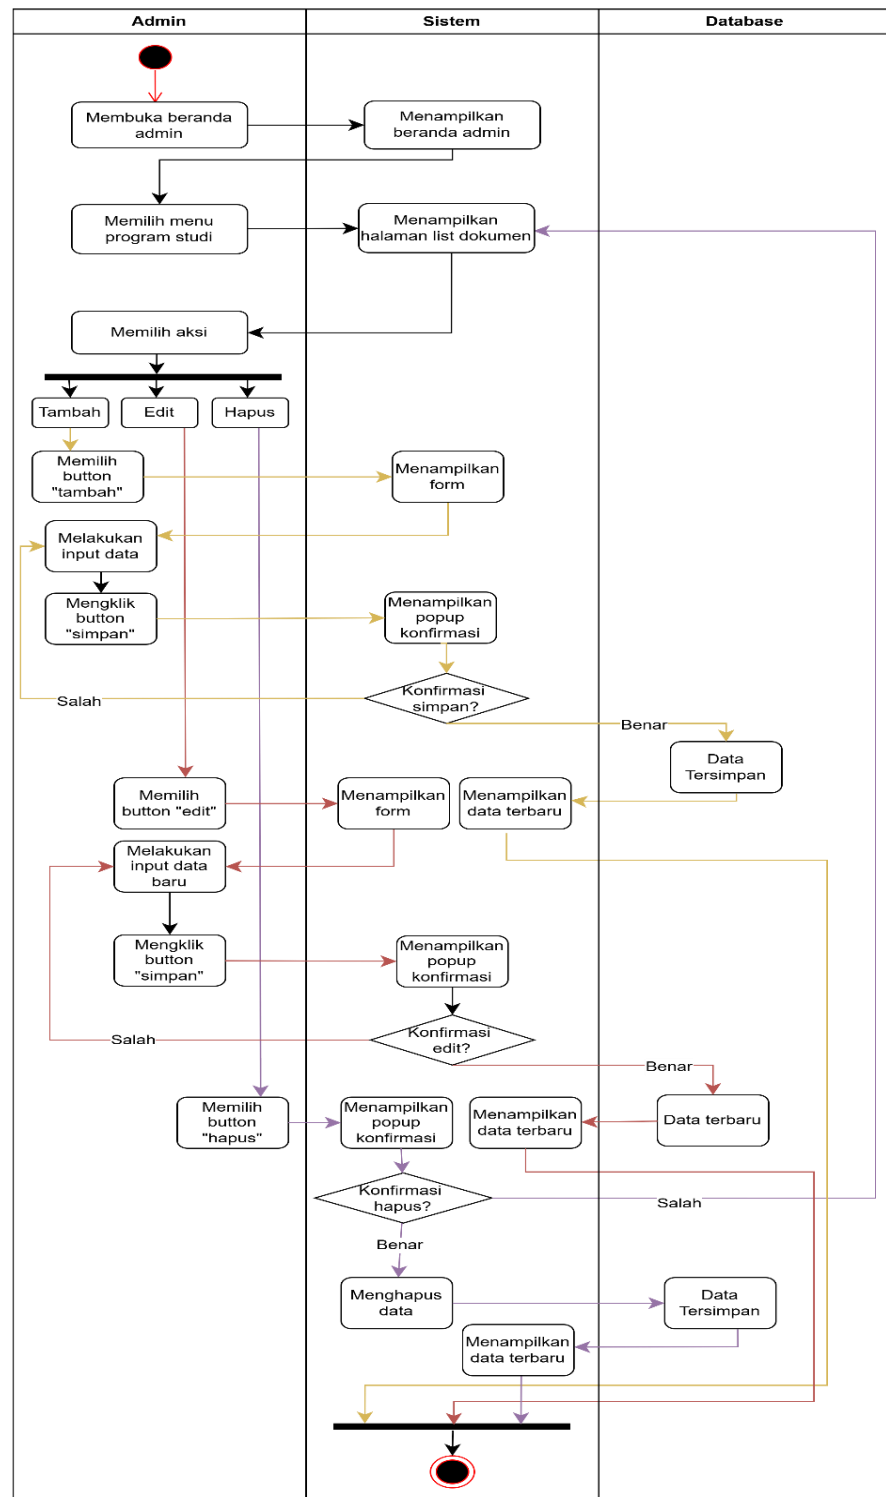 Admin
Sistem
Database
Membuka beranda
admin
Menampilkan
beranda admin
Memilih menu
program studi
Menampilkan
halaman list dokumen
Memilih aksi
Tambah
Edit
Hapus
Memilih
button
"tambah"
Menampilkan
form
Melakukan
input data
Mengklik
button
"simpan"
Menampilkan
popup
konfirmasi
Konfirmasi
simpan?
Salah
Benar
Data
Tersimpan
Memilih
button "edit"
Menampilkan
form
Menampilkan
data terbaru
Melakukan
input data
baru
Mengklik
button
"simpan"
Menampilkan
popup
konfirmasi
Konfirmasi
edit?
Salah
Benar
Memilih
button
"hapus"
Menampilkan
popup
konfirmasi
Menampilkan
data terbaru
Data terbaru
Konfirmasi
hapus?
Salah
Benar
Menghapus
data
Data
Tersimpan
Menampilkan
data terbaru